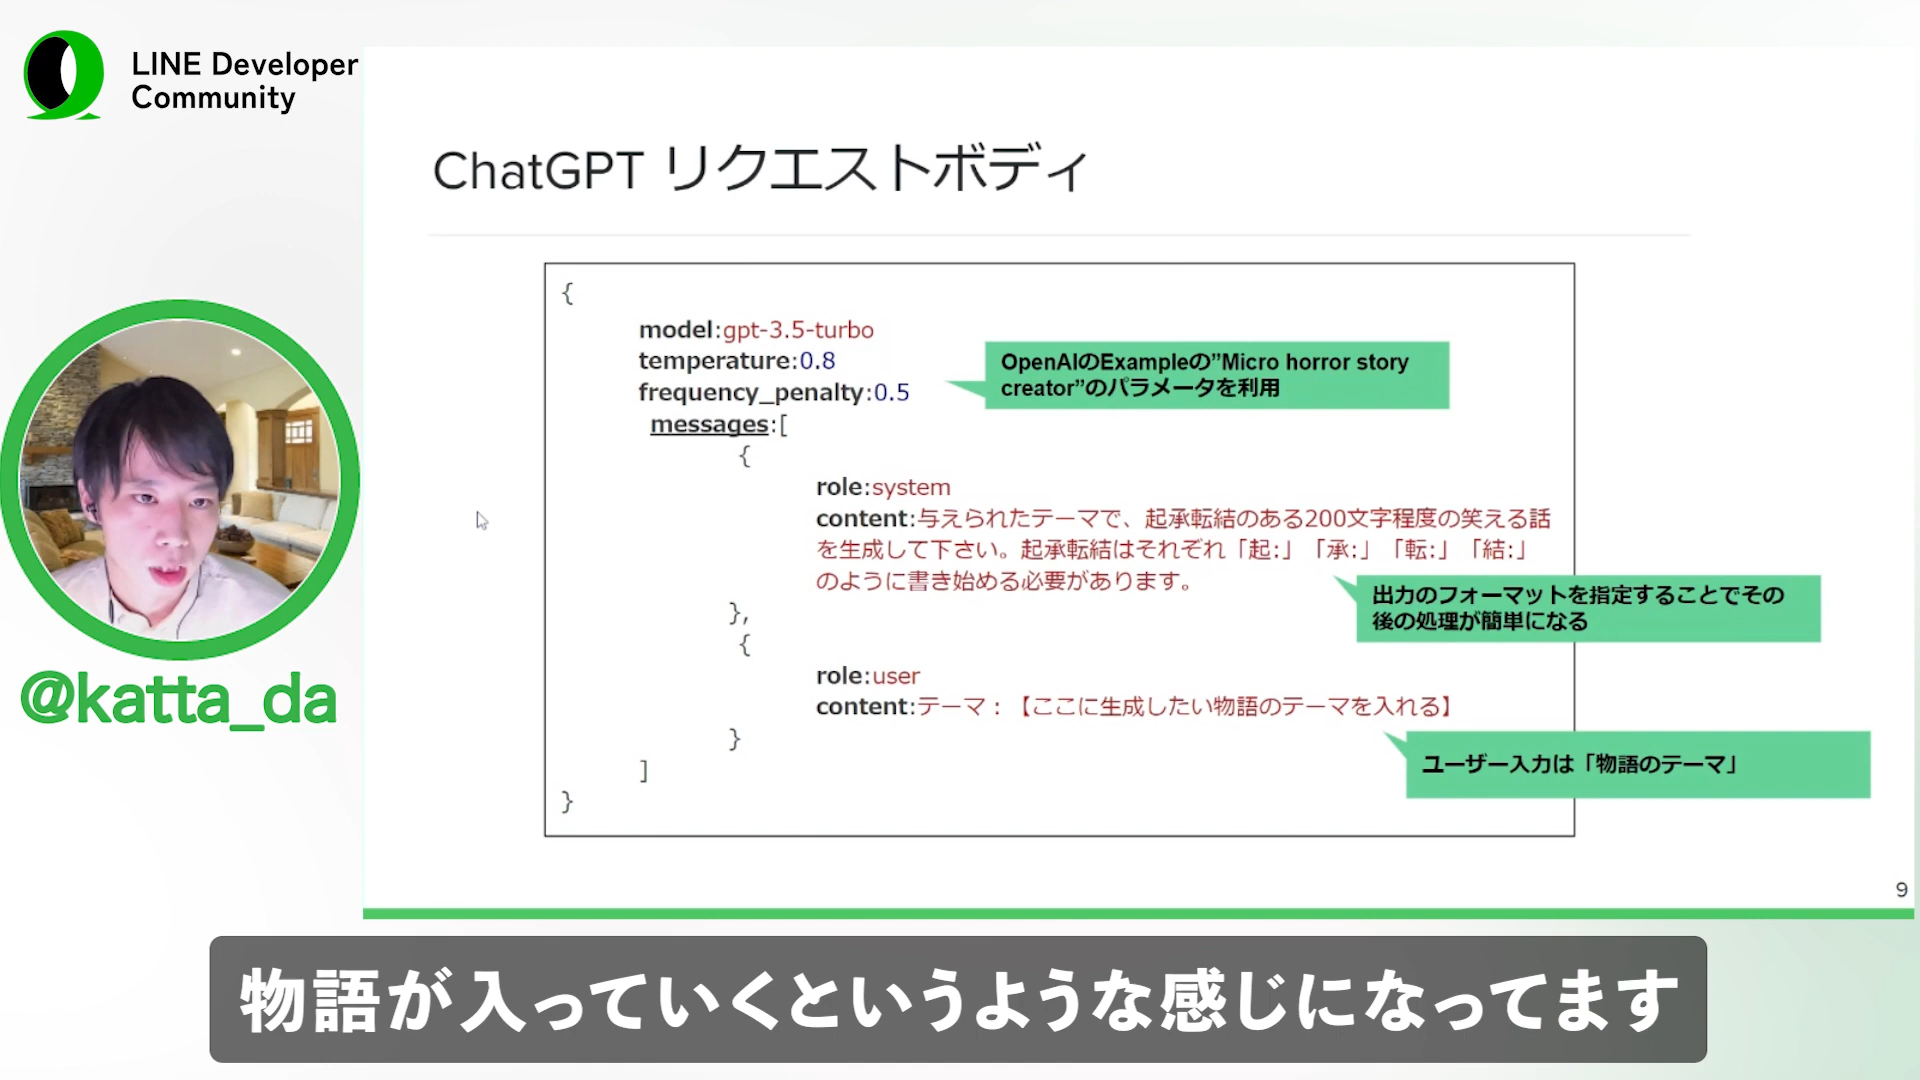 LINE Developer
Community
ChatGPT リクエストボディ
{
model:gpt-3.5-turbo
temperature:0.8
frequency_penalty:0.5
messages:[
{
role:system
content:与えられたテーマで、起承転結のある200文字程度の笑える話
を生成して下さい。起承転結はそれぞれ「起:」「承:」「転:」「結:」
のように書き始める必要があります。
},
{
role:user
content:テーマ：【ここに生成したい物語のテーマを入れる】
}
]
}
OpenAIのExampleの”Micro horror story
creator”のパラメータを利用
出力のフォーマットを指定することでその
後の処理が簡単になる
ユーザー入力は「物語のテーマ」
@katta_da
9
物語が入っていくというような感じになってます